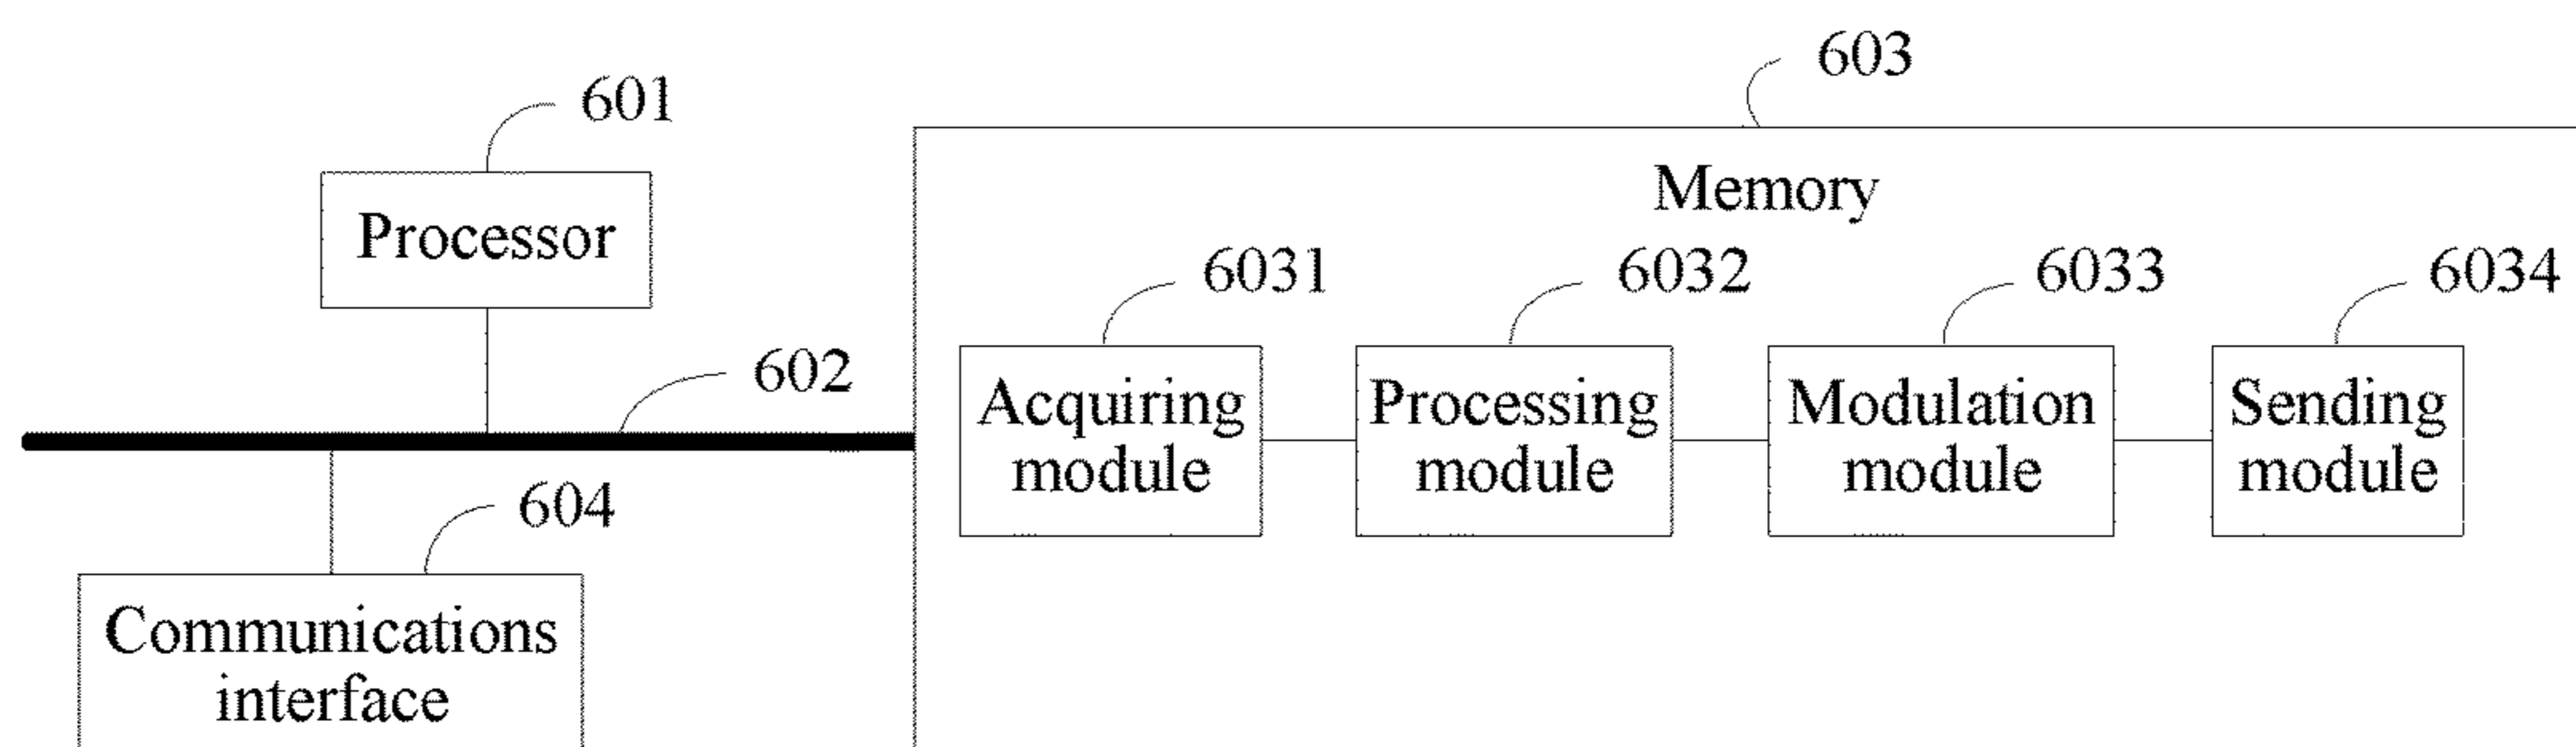 603
601
Memory
Processor
6031
6032
6033
6034
602
Acquiring
module
Processing
module
Modulation
module
Sending
module
604
Communications
interface